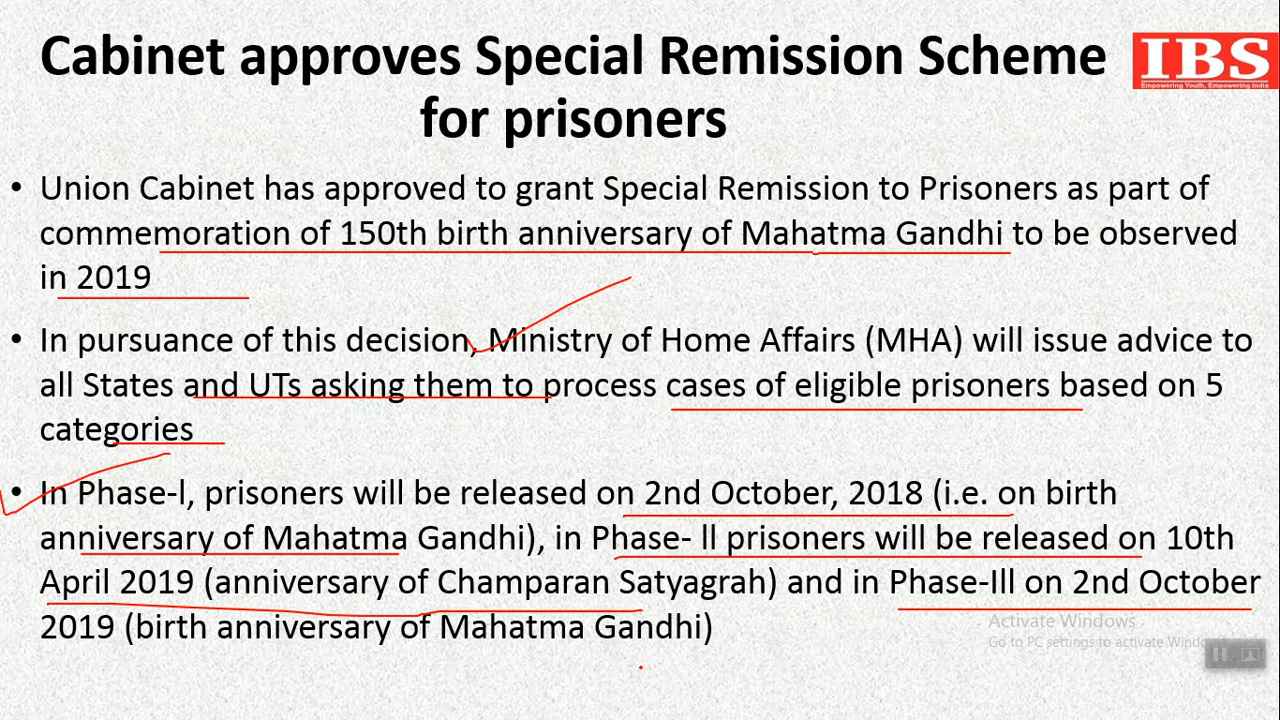 Cabinet approves Special Remission Scheme
for prisoners
IBS
Empowering Youth, Empowering India
• Union Cabinet has approved to grant Special Remission to Prisoners as part of
commemoration of 150th birth anniversary of Mahatma Gandhi to be observed
in 2019
• In pursuance of this decision, Ministry of Home Affairs (MHA) will issue advice to
all States and UTs asking them to process cases of eligible prisoners based on 5
categories
• In Phase-l, prisoners will be released on 2nd October, 2018 (i.e. on birth
anniversary of Mahatma Gandhi), in Phase- ll prisoners will be released on 10th
April 2019 (anniversary of Champaran Satyagrah) and in Phase-Ill on 2nd October
2019 (birth anniversary of Mahatma Gandhi)
Activate Windows
Go to PC settings to activate